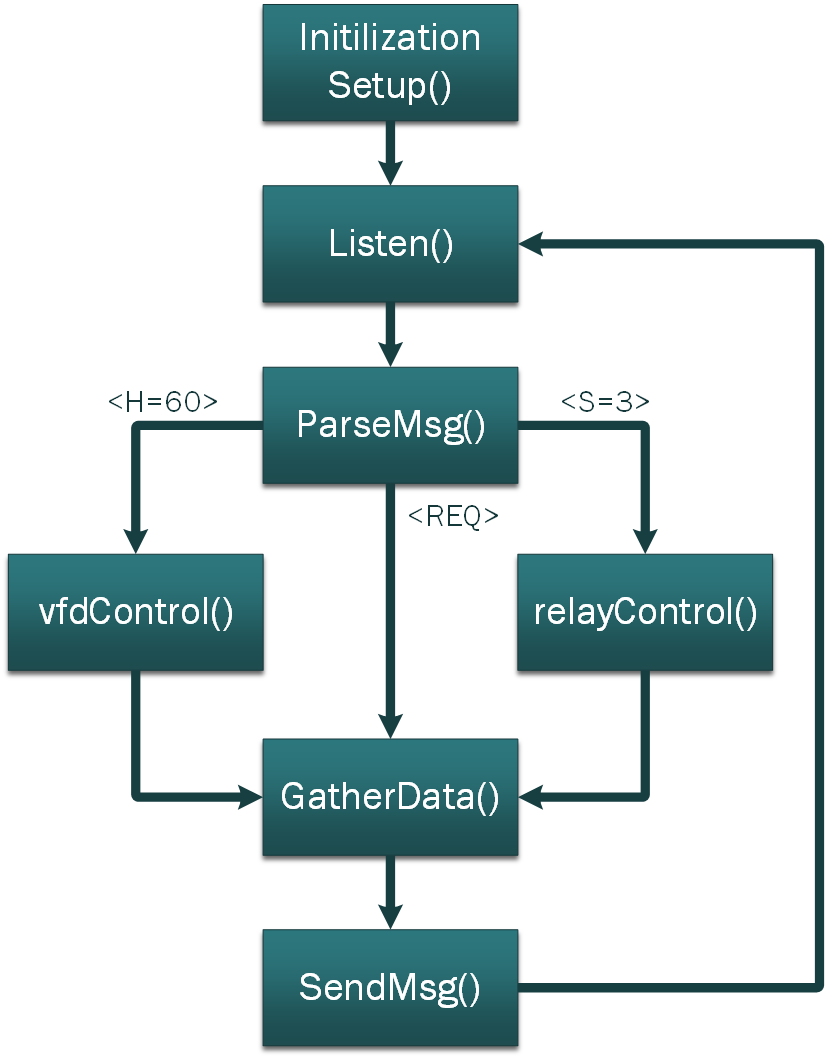 Initilization
Setup()
Listen()
<H=60>
ParseMsg()
<S=3>
<REQ>
vfdControl()
relayControl()
GatherData()
SendMsg()